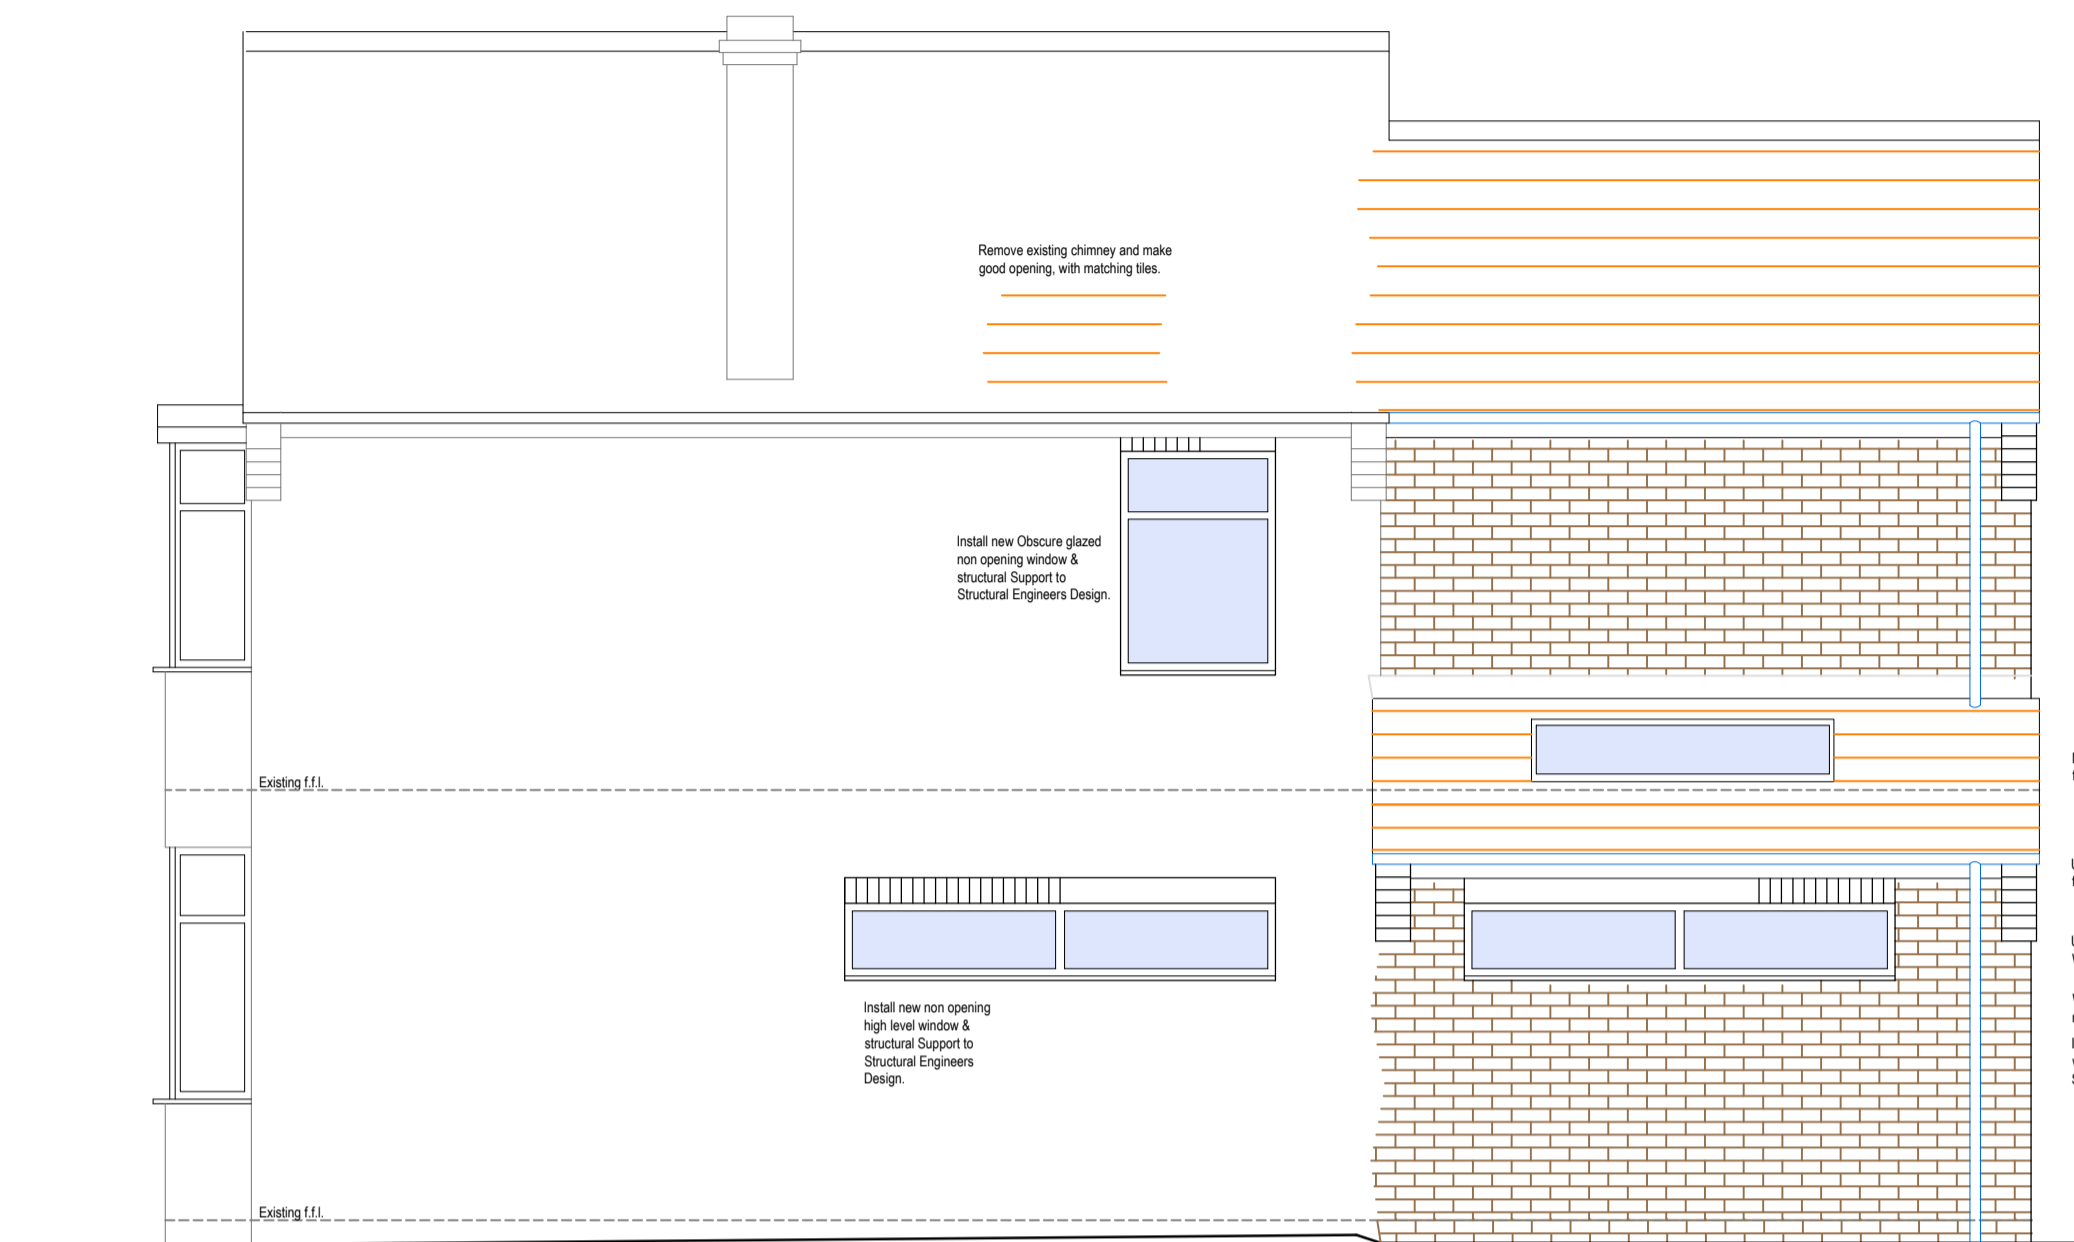 Remove existing chimney and make
good opening, with matching tiles.
Install new Obscure glazed
non opening window &
structural Support to
Structural Engineers Design.
Existing f.f.l.
Install new non opening
high level window &
structural Support to
Structural Engineers
Design.
Existing f.f.l.